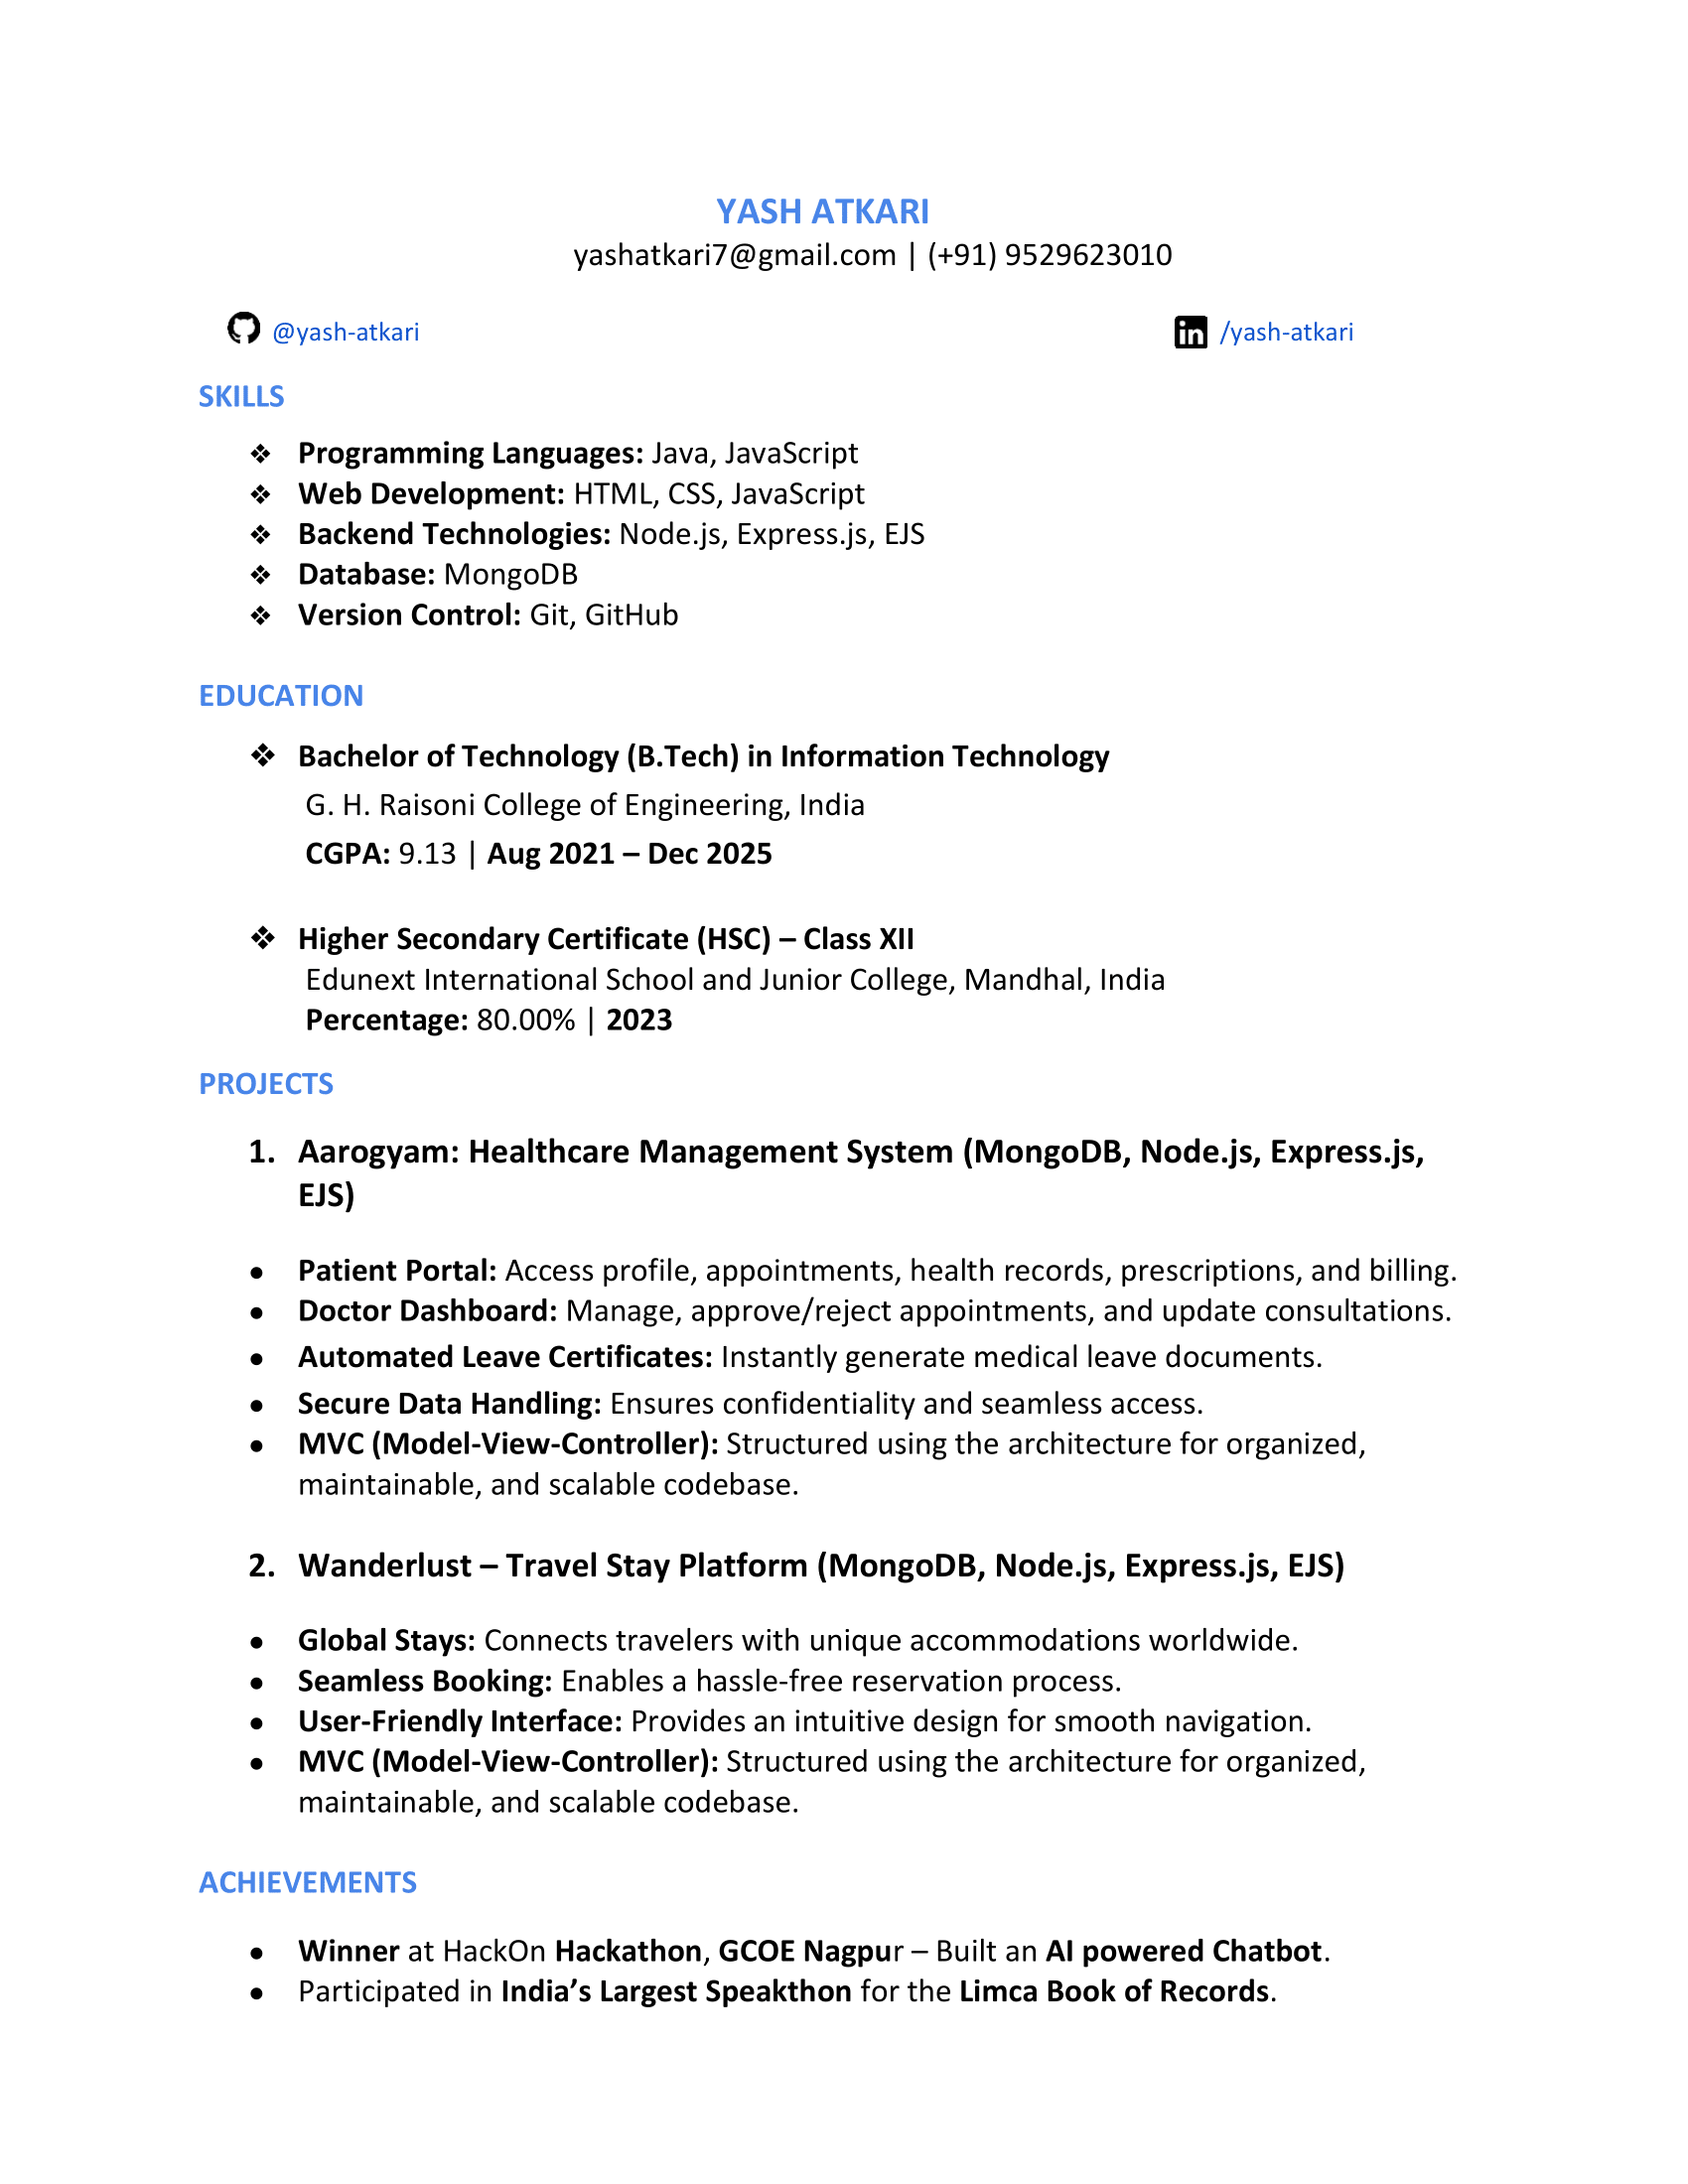 YASH ATKARI
yashatkari7@gmail.com | (+91) 9529623010
@yash-atkari
in /yash-atkari
SKILLS
❖ Programming Languages: Java, JavaScript
❖ Web Development: HTML, CSS, JavaScript
❖ Backend Technologies: Node.js, Express.js, EJS
❖ Database: MongoDB
❖ Version Control: Git, GitHub
EDUCATION
❖ Bachelor of Technology (B.Tech) in Information Technology
G. H. Raisoni College of Engineering, India
CGPA: 9.13 | Aug 2021 – Dec 2025
❖ Higher Secondary Certificate (HSC) – Class XII
Edunext International School and Junior College, Mandhal, India
Percentage: 80.00% | 2023
PROJECTS
1. Aarogyam: Healthcare Management System (MongoDB, Node.js, Express.js,
EJS)
● Patient Portal: Access profile, appointments, health records, prescriptions, and billing.
● Doctor Dashboard: Manage, approve/reject appointments, and update consultations.
● Automated Leave Certificates: Instantly generate medical leave documents.
● Secure Data Handling: Ensures confidentiality and seamless access.
● MVC (Model-View-Controller): Structured using the architecture for organized,
maintainable, and scalable codebase.
2. Wanderlust – Travel Stay Platform (MongoDB, Node.js, Express.js, EJS)
● Global Stays: Connects travelers with unique accommodations worldwide.
● Seamless Booking: Enables a hassle-free reservation process.
● User-Friendly Interface: Provides an intuitive design for smooth navigation.
● MVC (Model-View-Controller): Structured using the architecture for organized,
maintainable, and scalable codebase.
ACHIEVEMENTS
● Winner at HackOn Hackathon, GCOE Nagpur – Built an AI powered Chatbot.
● Participated in India’s Largest Speakthon for the Limca Book of Records.